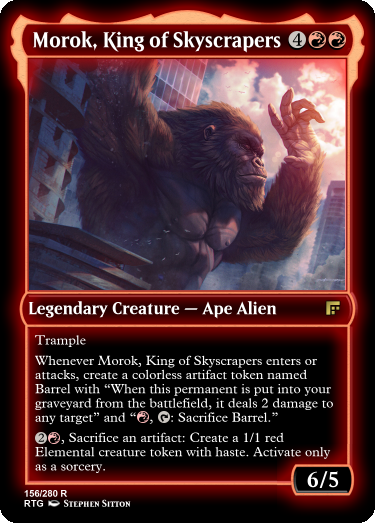 Morok, King of Skyscrapers 4
Legendary Creature — Ape Alien
Trample
Whenever Morok, King of Skyscrapers enters or
attacks, create a colorless artifact token named
Barrel with “When this permanent is put into your
graveyard from the battlefield, it deals 2 damage to
any target” and “, : Sacrifice Barrel.”
2, Sacrifice an artifact: Create a 1/1 red
Elemental creature token with haste. Activate only
as a sorcery.
6/5
156/280 R
RTG Stephen Sitton